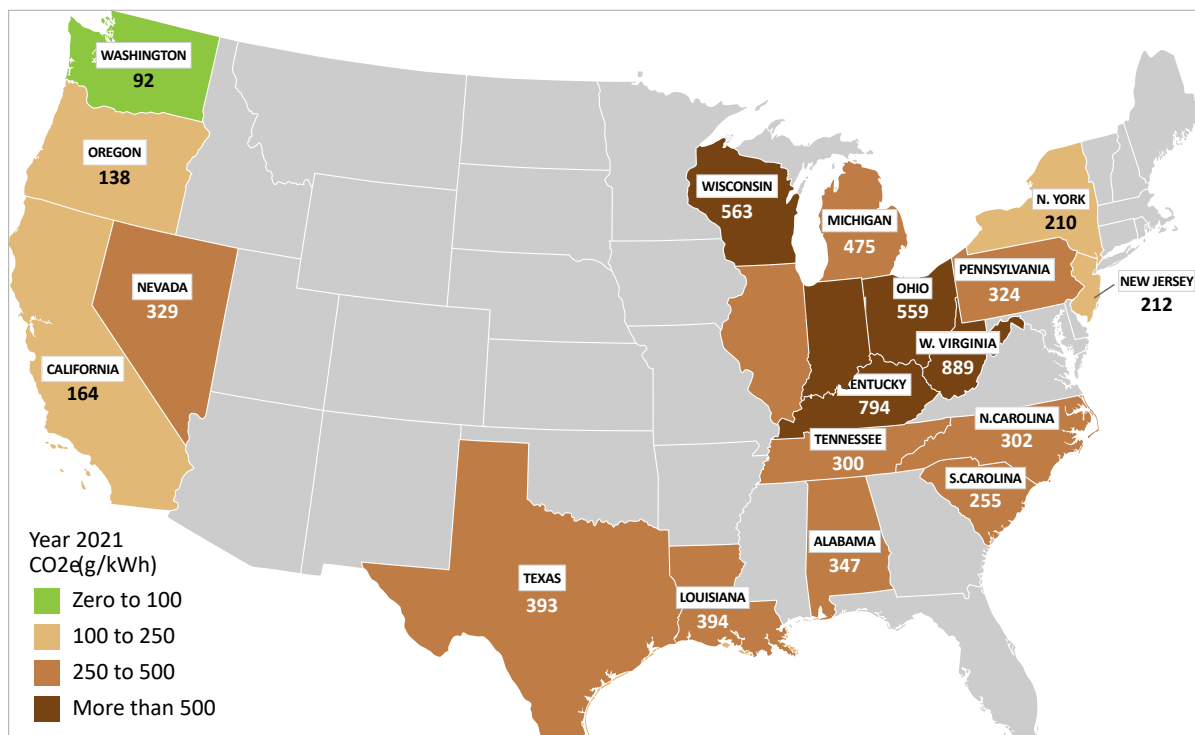 WASHINGTON
92
OREGON
138
CALIFORNIA
164
NEVADA
329
WISCONSIN
563
MICHIGAN
475
N. YORK
210
PENNSYLVANIA
324
NEW JERSEY
212
OHIO
559
W. VIRGINIA
889
KENTUCKY
794
TENNESSEE
300
N.CAROLINA
302
S.CAROLINA
255
ALABAMA
347
TEXAS
393
LOUISIANA
394
Year 2021
CO2e(g/kWh)
Zero to 100
100 to 250
250 to 500
More than 500